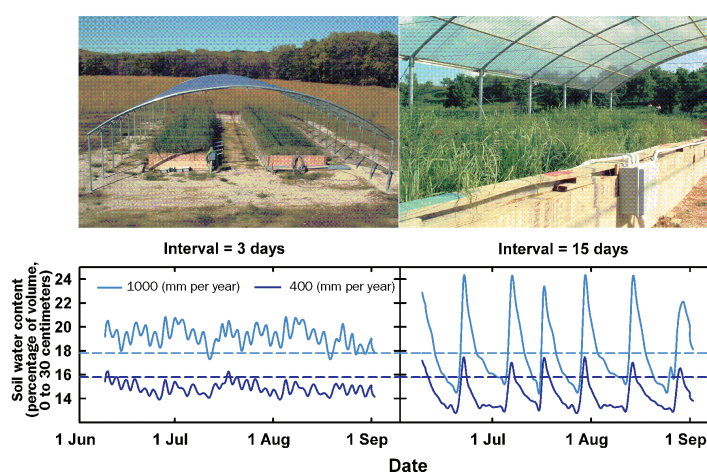 Interval = 3 days
Interval = 15 days
Soil water content
(percentage of volume,
0 to 30 centimeters)
24
22
20
18
16
14
1000 (mm per year)
400 (mm per year)
1 Jun
1 Jul
1 Aug
1 Sep
1 Jul
1 Aug
1 Sep
Date